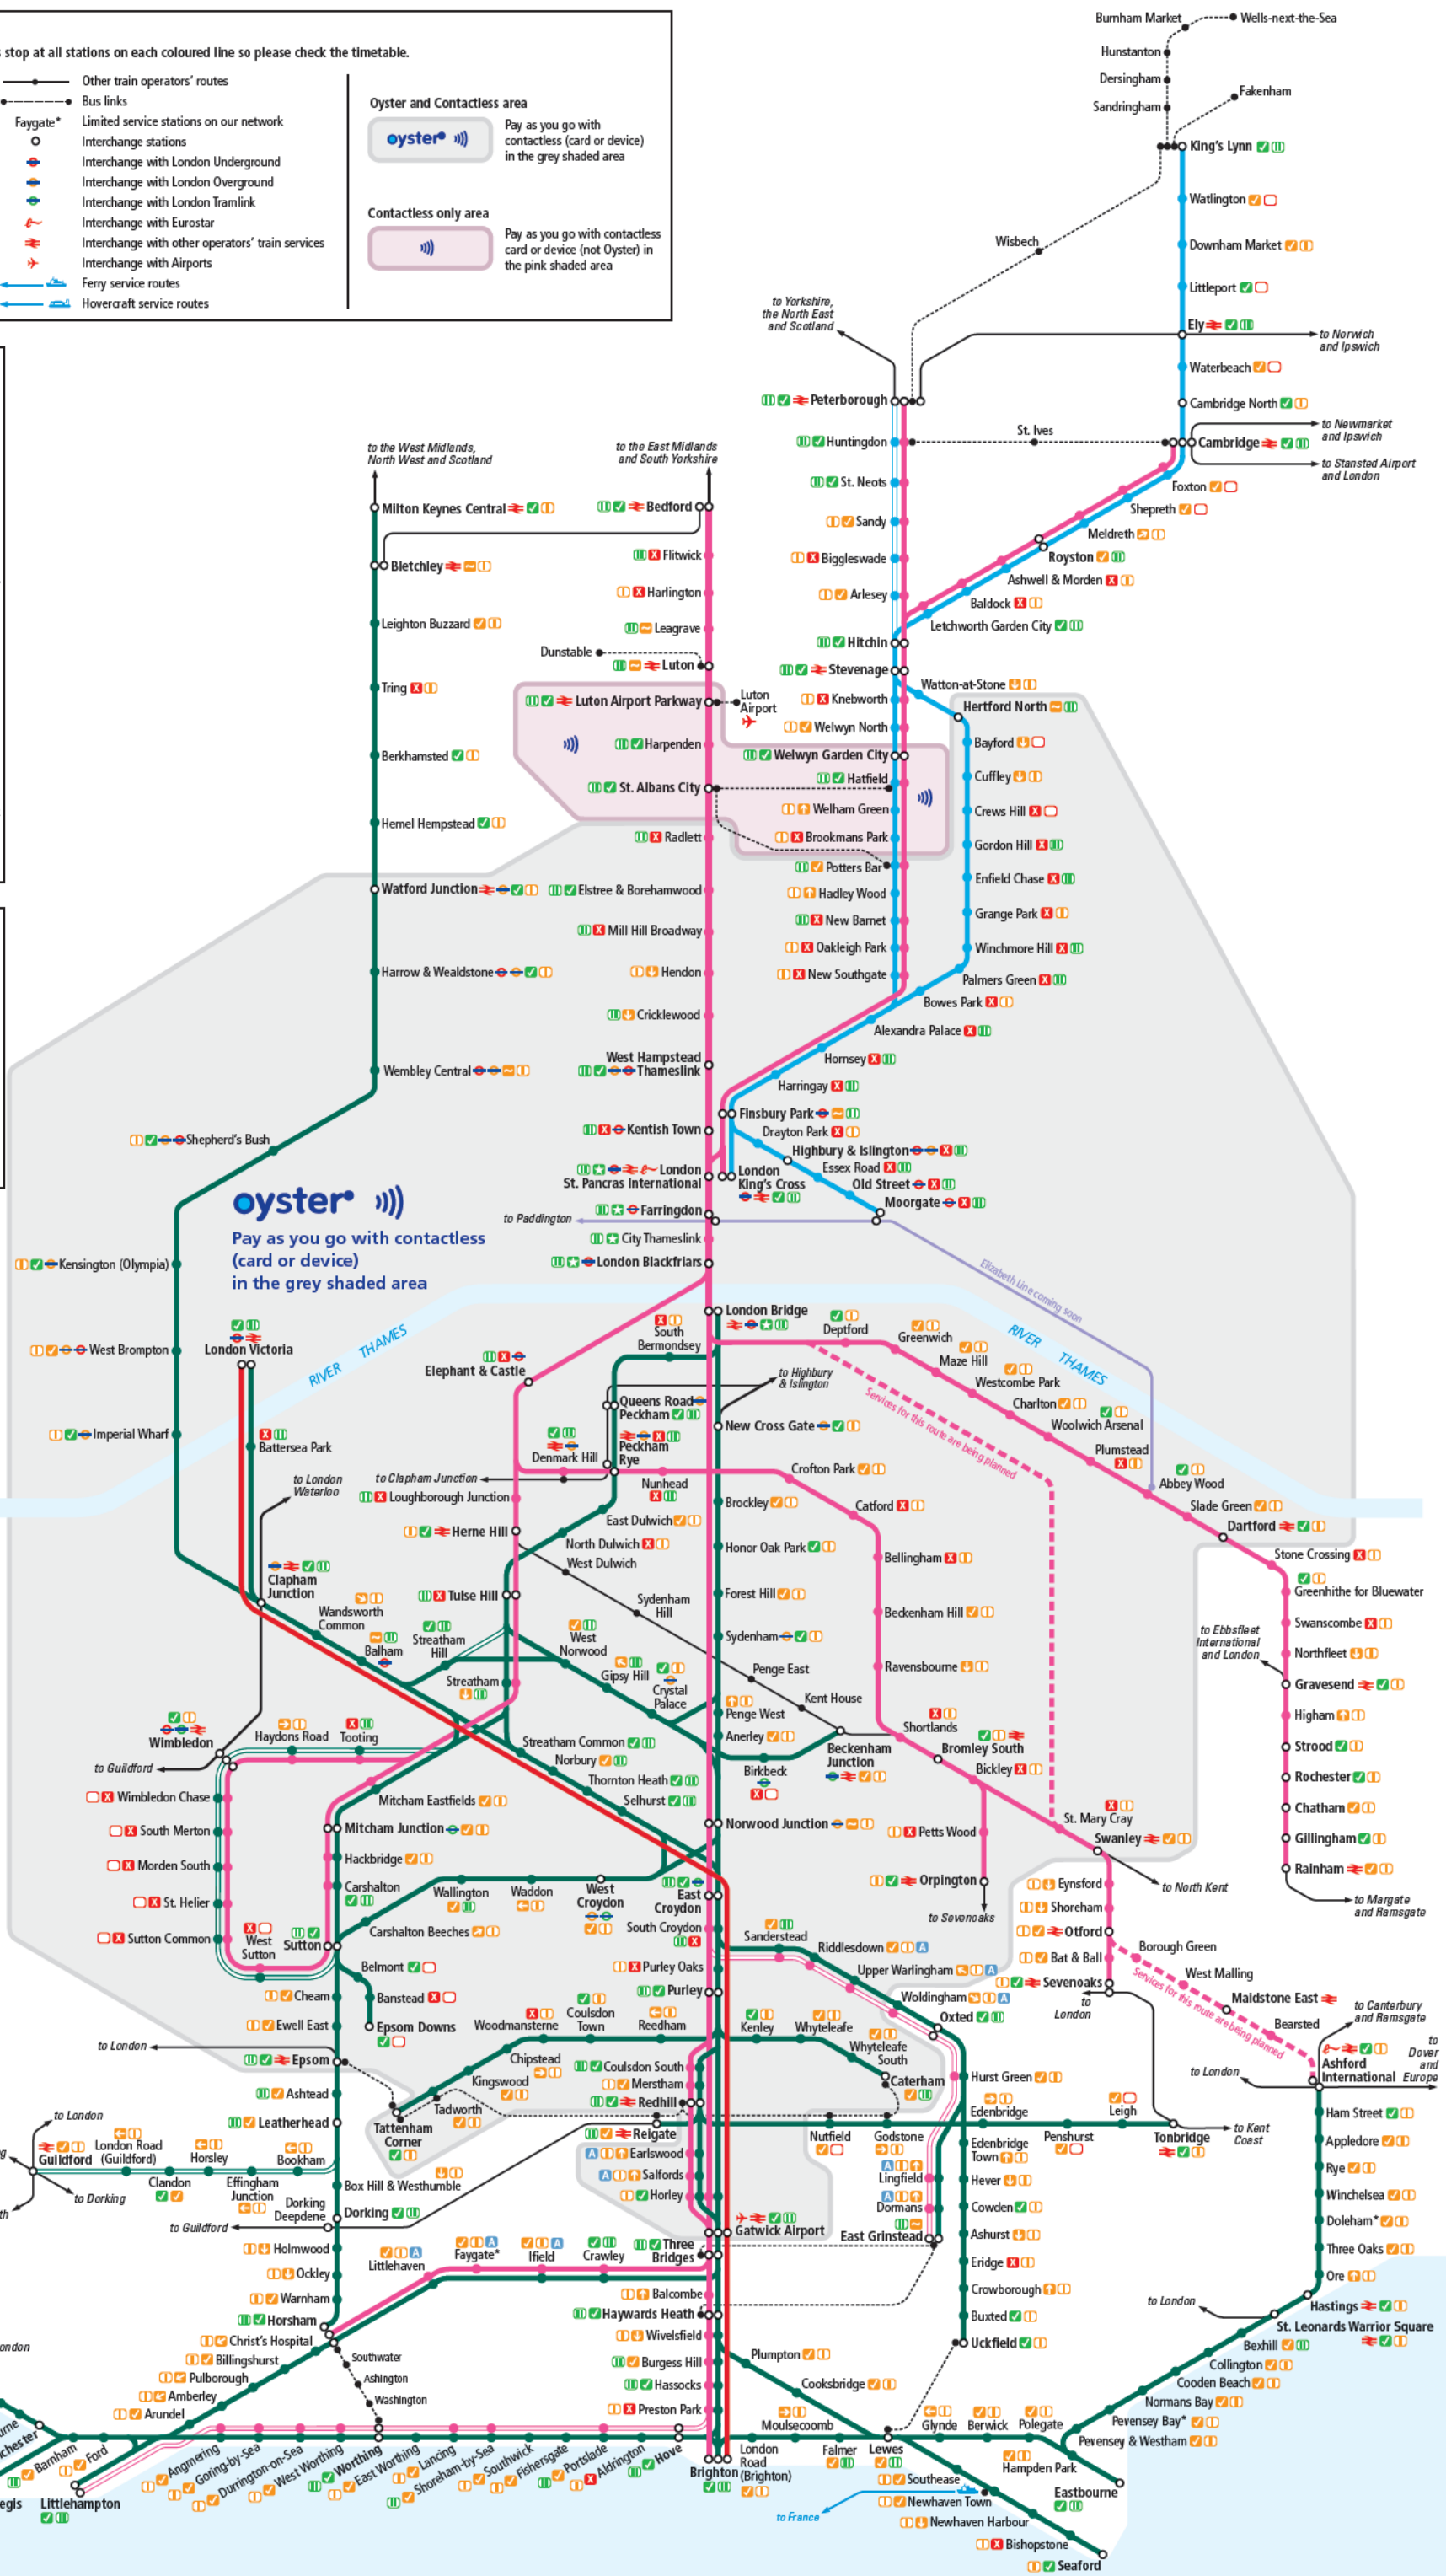 s stop at all stations on each coloured line so please check the timetable.
Other train operators' routes
Bus links
Faygate* Limited service stations on our network
Interchange stations
Interchange with London Underground
Interchange with London Overground
Interchange with London Tramlink
Interchange with Eurostar
Interchange with other operators' train services
Interchange with Airports
Ferry service routes
Hovercraft service routes
Oyster and Contactless area
oyster
Pay as you go with
contactless (card or device)
in the grey shaded area
Contactless only area
Pay as you go with contactless
card or device (not Oyster) in
the pink shaded area
Burnham Market
Wells-next-the-Sea
Hunstanton
Dersingham
Sandringham
Fakenham
King's Lynn
Watlington
Wisbech
Downham Market
Littleport
to Yorkshire,
the North East
and Scotland
Ely
to Norwich
and Ipswich
Waterbeach
Peterborough
Cambridge North
Huntingdon
St. Ives
Cambridge
to Newmarket
and Ipswich
to Stansted Airport
and London
St. Neots
Foxton
Sandy
Shepreth
Meldreth
Biggleswade
Royston
Ashwell & Morden
Arlesey
Baldock
Letchworth Garden City
Hitchin
Stevenage
Watton-at-Stone
Knebworth
Hertford North
Welwyn North
Bayford
Welwyn Garden City
Cuffley
Hatfield
Crews Hill
Welham Green
Gordon Hill
Brookmans Park
Potters Bar
Enfield Chase
Hadley Wood
Grange Park
New Barnet
Winchmore Hill
Oakleigh Park
New Southgate
Palmers Green
Bowes Park
Alexandra Palace
Hornsey
Harringay
Finsbury Park
Drayton Park
Highbury & Islington
Essex Road
Old Street
Moorgate
London
King's Cross
to the West Midlands,
North West and Scotland
Milton Keynes Central
Bletchley
Leighton Buzzard
Tring
Berkhamsted
Hemel Hempstead
Watford Junction
Harrow & Wealdstone
Wembley Central
Shepherd's Bush
Kensington (Olympia)
West Brompton
Imperial Wharf
to the East Midlands
and South Yorkshire
Bedford
Flitwick
Harlington
Leagrave
Dunstable
Luton
Luton Airport Parkway
Luton
Airport
Harpenden
St. Albans City
Radlett
Elstree & Borehamwood
Mill Hill Broadway
Hendon
Cricklewood
West Hampstead
Thameslink
Kentish Town
London
St. Pancras International
Farringdon
to Paddington
City Thameslink
London Blackfriars
oyster
Pay as you go with contactless
(card or device)
in the grey shaded area
Elizabeth Line coming soon
RIVER THAMES
RIVER THAMES
London Victoria
Battersea Park
to London
Waterloo
Clapham
Junction
Wandsworth
Common
Balham
Streatham
Hill
Streatham
Elephant & Castle
South
Bermondsey
London Bridge
Queens Road
Peckham
to Highbury
& Islington
New Cross Gate
Denmark Hill
Peckham
Rye
to Clapham Junction
Nunhead
Loughborough Junction
Herne Hill
East Dulwich
North Dulwich
West Dulwich
Tulse Hill
Sydenham
Hill
West
Norwood
Gipsy Hill
Crystal
Palace
Brockley
Honor Oak Park
Forest Hill
Sydenham
Penge East
Kent House
Penge West
Anerley
Birkbeck
Beckenham
Junction
Deptford
Greenwich
Maze Hill
Westcombe Park
Charlton
Woolwich Arsenal
Plumstead
Abbey Wood
Slade Green
Dartford
Stone Crossing
Greenhithe for Bluewater
Swanscombe
to Ebbsfleet
International
and London
Northfleet
Gravesend
Higham
Strood
Rochester
Chatham
Gillingham
Rainham
to Margate
and Ramsgate
Services for this route are being planned
Crofton Park
Catford
Bellingham
Beckenham Hill
Ravensbourne
Shortlands
Bromley South
Bickley
St. Mary Cray
Swanley
to North Kent
Petts Wood
Orpington
to Sevenoaks
Eynsford
Shoreham
Otford
Bat & Ball
Sevenoaks
to
London
Borough Green
West Malling
Maidstone East
Bearsted
Services for this route are being planned
to Canterbury
and Ramsgate
Ashford
International
to
Dover
and
Europe
to London
Wimbledon
Haydons Road
Tooting
to Guildford
Wimbledon Chase
South Merton
Morden South
St. Helier
Sutton Common
West
Sutton
Sutton
Streatham Common
Norbury
Thornton Heath
Selhurst
Norwood Junction
Mitcham Eastfields
Mitcham Junction
Hackbridge
Carshalton
Wallington
Waddon
West
Croydon
Carshalton Beeches
East
Croydon
South Croydon
Sanderstead
Riddlesdown
Upper Warlingham
Woldingham
Oxted
Belmont
Banstead
Epsom Downs
Cheam
Ewell East
to London
Epsom
Ashtead
Leatherhead
Purley Oaks
Purley
Woodmansterne
Coulsdon
Town
Reedham
Kenley
Whyteleafe
Whyteleafe
South
Caterham
Chipstead
Kingswood
Tadworth
Tattenham
Corner
Coulsdon South
Merstham
Redhill
Reigate
Earlswood
Salfords
Horley
Nutfield
Godstone
Edenbridge
Penshurst
Leigh
Tonbridge
to Kent
Coast
Hurst Green
Edenbridge
Town
Lingfield
Hever
Dormans
Cowden
East Grinstead
Ashurst
Eridge
Crowborough
Buxted
Uckfield
to London
Guildford
to Dorking
London Road
(Guildford)
Clandon
Horsley
Effingham
Junction
Bookham
Box Hill & Westhumble
Dorking
Deepdene
Dorking
to Guildford
Holmwood
Ockley
Warnham
Horsham
Christ's Hospital
Billingshurst
Pulborough
Amberley
Arundel
Southwater
Ashington
Washington
Littlehaven
Faygate*
Ifield
Crawley
Three
Bridges
Gatwick Airport
Balcombe
Haywards Heath
Wivelsfield
Burgess Hill
Hassocks
Preston Park
Plumpton
Cooksbridge
Ham Street
Appledore
Rye
Winchelsea
Doleham*
Three Oaks
Ore
Hastings
to London
St. Leonards Warrior Square
Bexhill
Collington
Cooden Beach
Normans Bay
Pevensey Bay*
Pevensey & Westham
Hampden Park
Eastbourne
Polegate
Berwick
Glynde
Lewes
Falmer
Moulsecoomb
London
Road
(Brighton)
Brighton
Hove
Aldrington
Portslade
Fishersgate
Southwick
Shoreham-by-Sea
Lancing
East Worthing
Worthing
West Worthing
Durrington-on-Sea
Goring-by-Sea
Angmering
Littlehampton
Ford
Barnham
ochester
urne
egis
ondon
Southease
Newhaven Town
to France
Newhaven Harbour
Bishopstone
Seaford